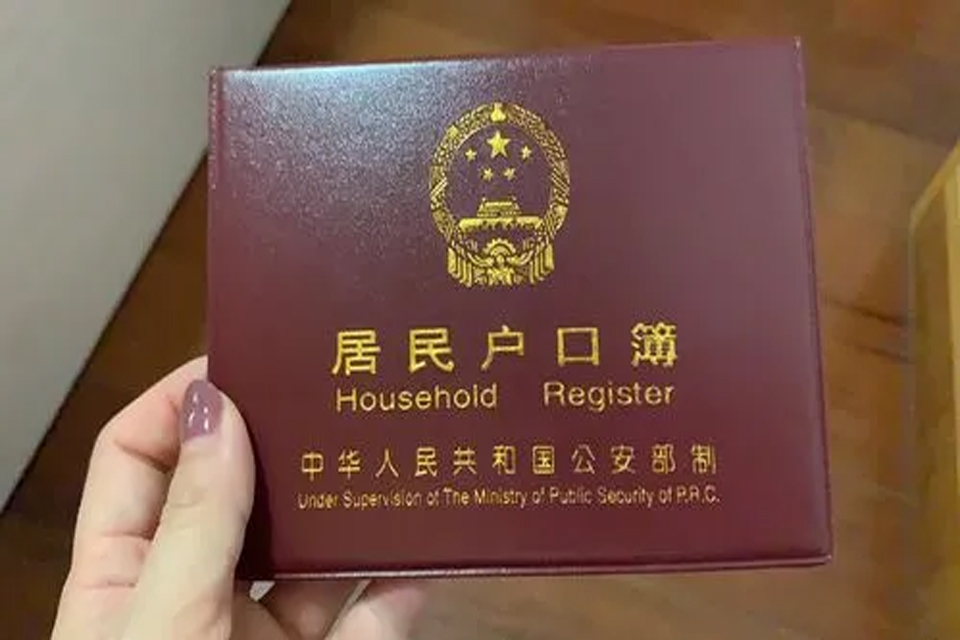 居民户口簿
Household Register
中华人民共和国公安部制
Under Supervision of The Ministry of Public Security of P.R.C.